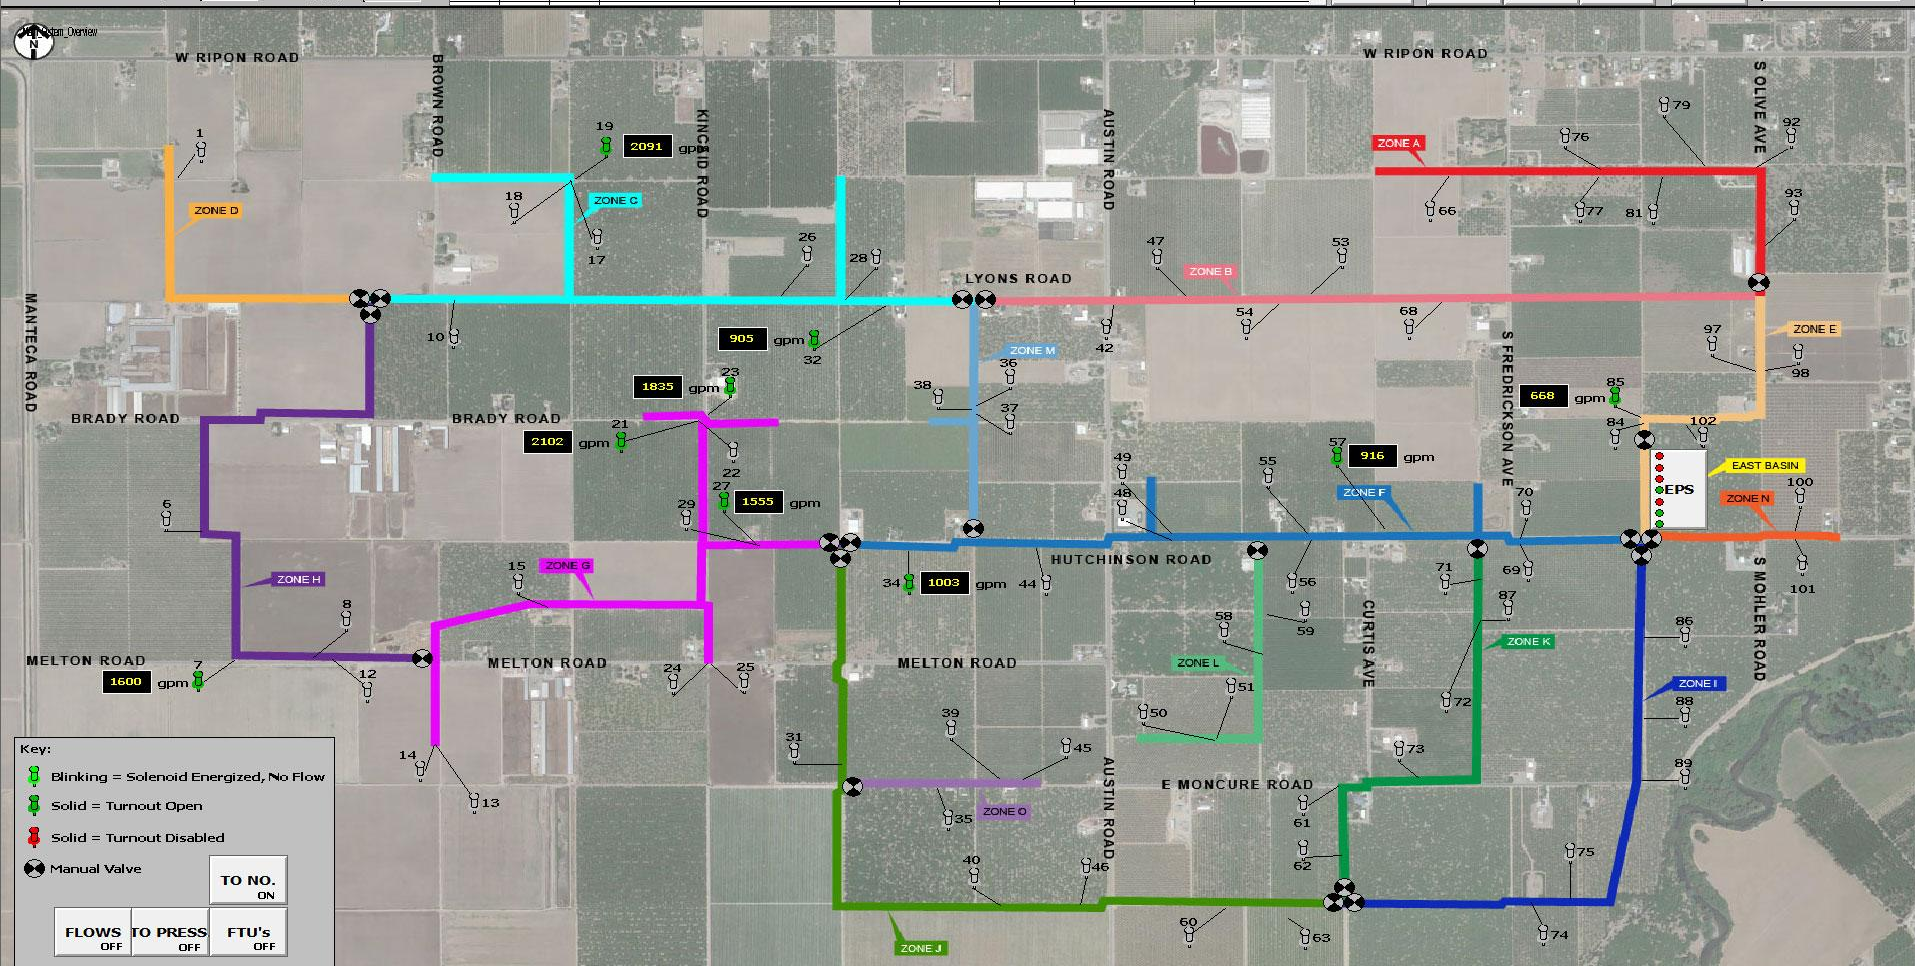 Main_System_Overview
N
W RIPON ROAD
W RIPON ROAD
BROWN ROAD
KINCAID ROAD
AUSTIN ROAD
S OLIVE AVE
79
76
92
1
19
2091 gpm
ZONE A
18
ZONE C
ZONE D
66
77
81
93
17
26
28
47
53
LYONS ROAD
ZONE B
MANTECA ROAD
10
905 gpm
32
42
54
68
S FREDRICKSON AVE
97
ZONE E
98
ZONE M
36
38
37
1835 gpm
23
668 gpm
85
BRADY ROAD
BRADY ROAD
21
2102 gpm
22
84
102
57
916 gpm
49
48
55
EAST BASIN
EPS
ZONE F
ZONE N
100
6
29
27
1555 gpm
70
HUTCHINSON ROAD
15
ZONE G
ZONE H
34
1003 gpm
44
56
71
69
101
S MOHLER ROAD
8
58
59
CURTIS AVE
87
86
ZONE K
MELTON ROAD
MELTON ROAD
MELTON ROAD
ZONE L
7
1600 gpm
12
24
25
51
50
72
ZONE I
88
39
45
31
73
14
13
89
AUSTIN ROAD
E MONCURE ROAD
35
ZONE O
61
62
75
40
46
60
63
74
ZONE J
Key:
Blinking = Solenoid Energized, No Flow
Solid = Turnout Open
Solid = Turnout Disabled
Manual Valve
TO NO.
ON
FLOWS
OFF
TO PRESS
OFF
FTU's
OFF